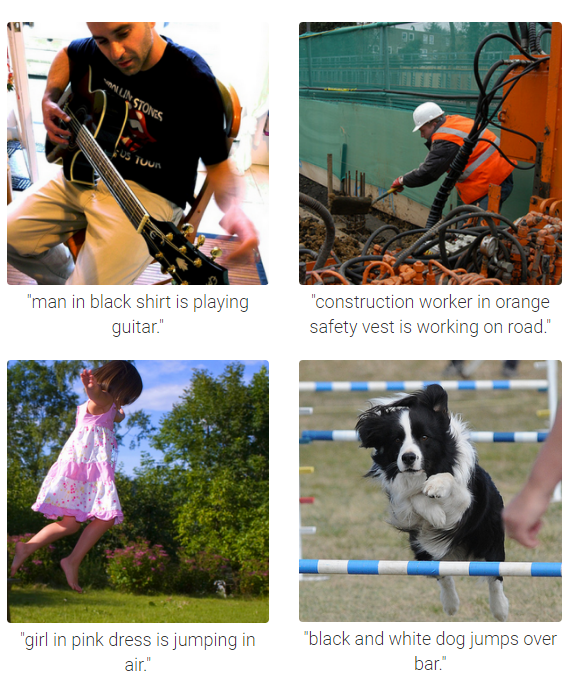 STONES
US TOUR
"man in black shirt is playing
guitar."
"construction worker in orange
safety vest is working on road."
"girl in pink dress is jumping in
air."
"black and white dog jumps over
bar."